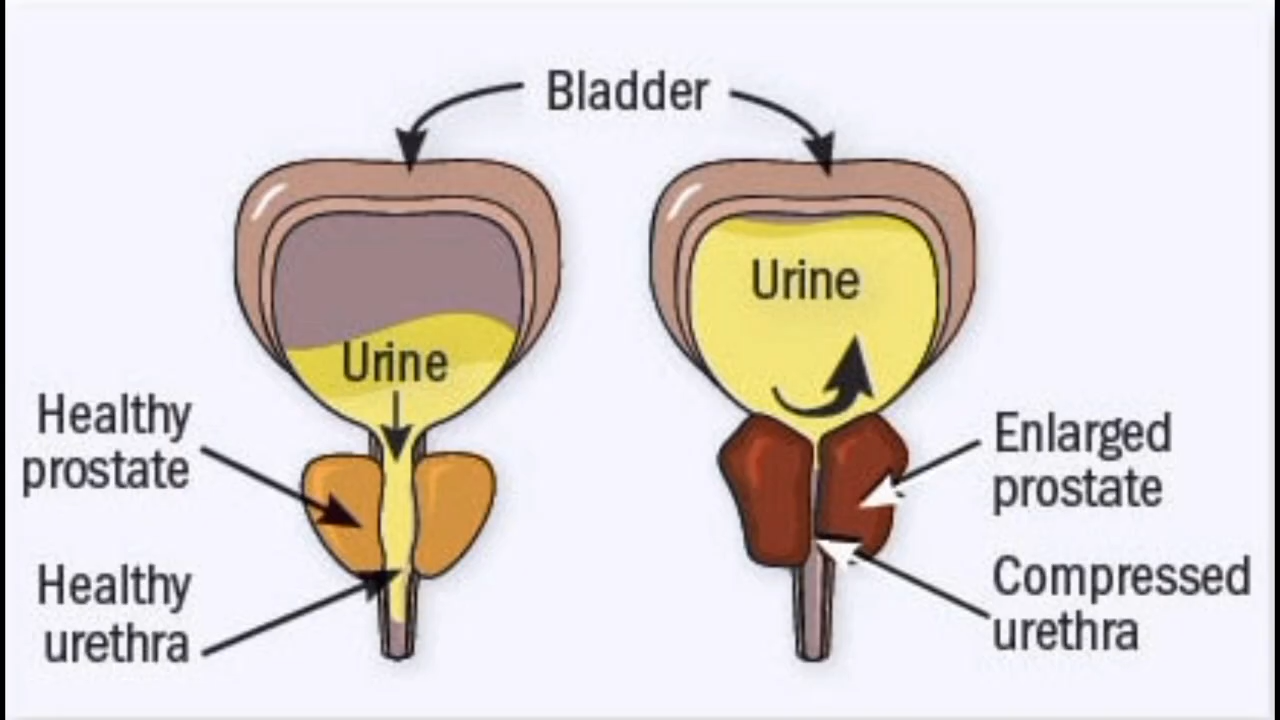 Bladder
Urine
Urine
Healthy
prostate
Healthy
urethra
Enlarged
prostate
Compressed
urethra